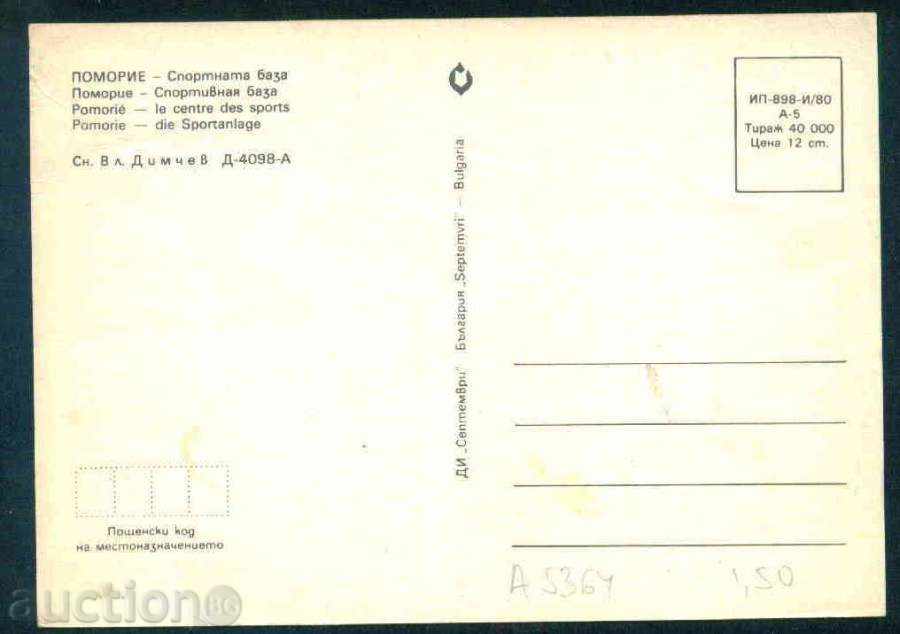 ПОМОРИЕ — Спортната база
Поморие — Спортивная база
Pomorié — le centre des sports
Pomorie — die Sportanlage
Сн. Вл. Димчев Д-4098-А
ДИ „Септември" България „Septemvri" — Bulgaria
ИП-898-И/80
А-5
Тираж 40 000
Цена 12 ст.
Пощенски код
на местоназначението
A 5364 1,50
auction BG